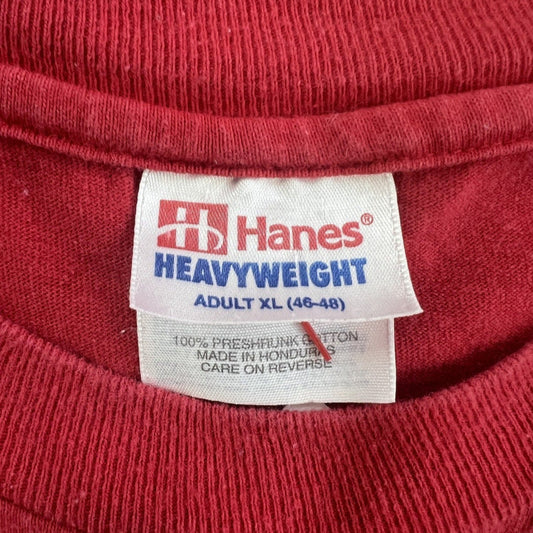 Hanes®
HEAVYWEIGHT
ADULT XL (46-48)
100% PRESHRUNK COTTON
MADE IN HONDURAS
CARE ON REVERSE